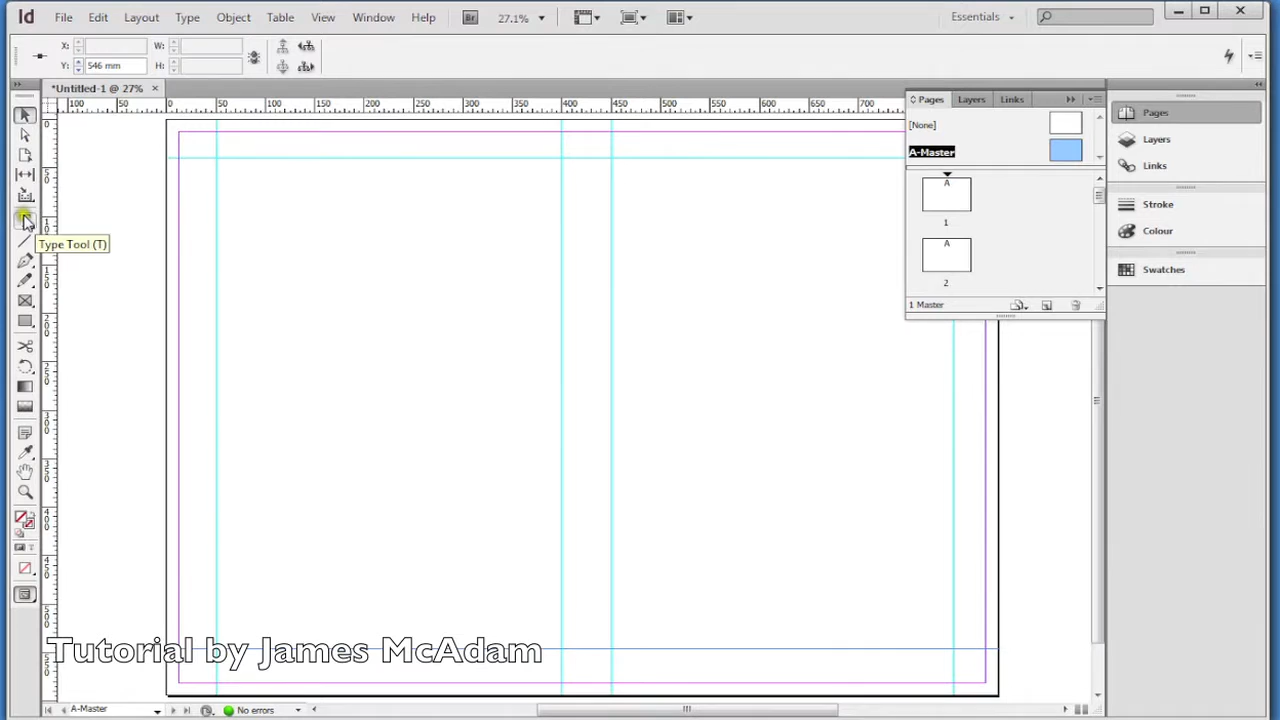 Id File Edit Layout Type Object Table View Window Help Br 27.1% Essentials
X: W:
Y: 546 mm H:
*Untitled-1 @ 27% ×
100 50 0 50 100 150 200 250 300 350 400 450 500 550 600 650 700
Pages Layers Links
[None]
A-Master
A
1
A
2
1 Master
Pages
Layers
Links
Stroke
Colour
Swatches
Type Tool (T)
Tutorial by James McAdam
A-Master No errors